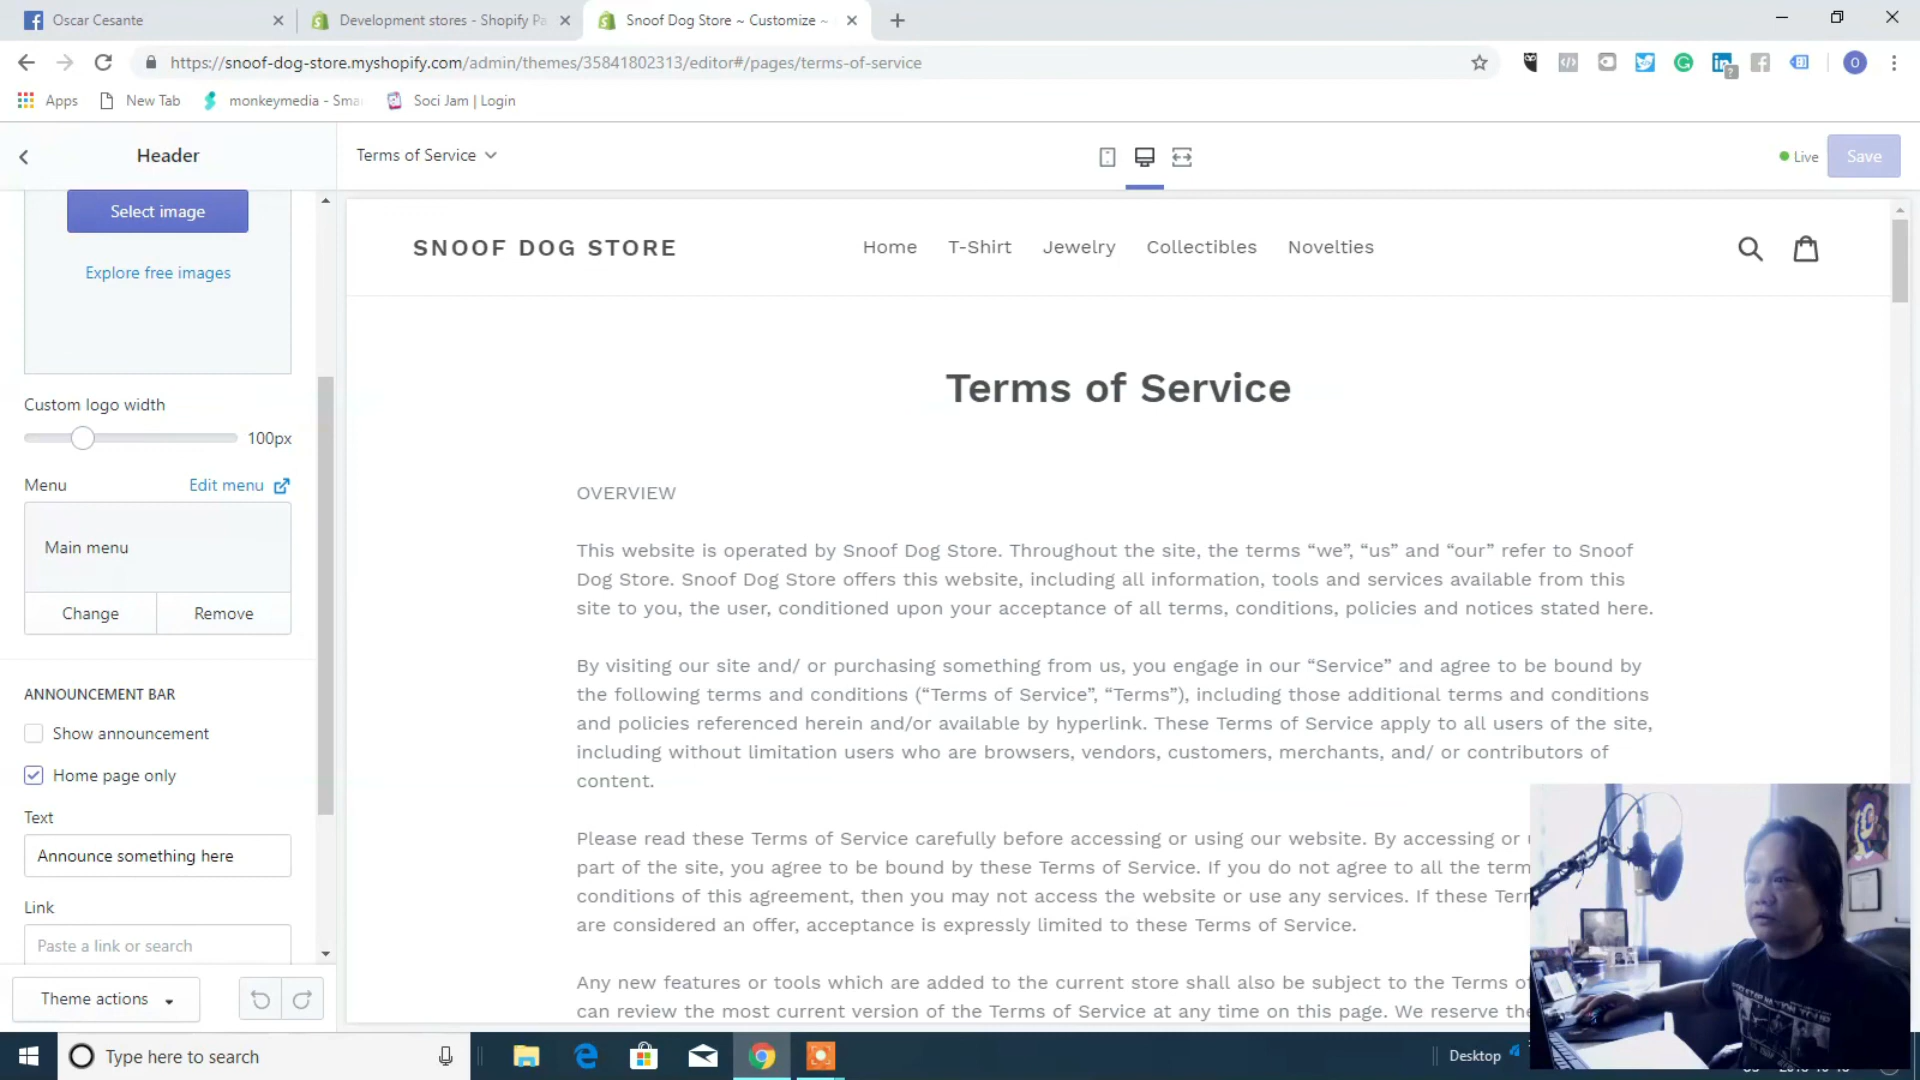 Oscar Cesante
Development stores - Shopify Pa
Snoof Dog Store ~ Customize ~
https://snoof-dog-store.myshopify.com/admin/themes/35841802313/editor#/pages/terms-of-service
Apps
New Tab
monkeymedia - Sma
Soci Jam | Login
Header
Terms of Service
Live
Save
Select image
Explore free images
Custom logo width
100px
Menu
Edit menu
Main menu
Change
Remove
ANNOUNCEMENT BAR
Show announcement
Home page only
Text
Announce something here
Link
Paste a link or search
Theme actions
SNOOF DOG STORE
Home
T-Shirt
Jewelry
Collectibles
Novelties
Terms of Service
OVERVIEW
This website is operated by Snoof Dog Store. Throughout the site, the terms “we”, “us” and “our” refer to Snoof
Dog Store. Snoof Dog Store offers this website, including all information, tools and services available from this
site to you, the user, conditioned upon your acceptance of all terms, conditions, policies and notices stated here.
By visiting our site and/ or purchasing something from us, you engage in our “Service” and agree to be bound by
the following terms and conditions (“Terms of Service”, “Terms”), including those additional terms and conditions
and policies referenced herein and/or available by hyperlink. These Terms of Service apply to all users of the site,
including without limitation users who are browsers, vendors, customers, merchants, and/ or contributors of
content.
Please read these Terms of Service carefully before accessing or using our website. By accessing or
part of the site, you agree to be bound by these Terms of Service. If you do not agree to all the
conditions of this agreement, then you may not access the website or use any services. If these
are considered an offer, acceptance is expressly limited to these Terms of Service.
Any new features or tools which are added to the current store shall also be subject to the Terms
can review the most current version of the Terms of Service at any time on this page. We reserve
Type here to search
Desktop